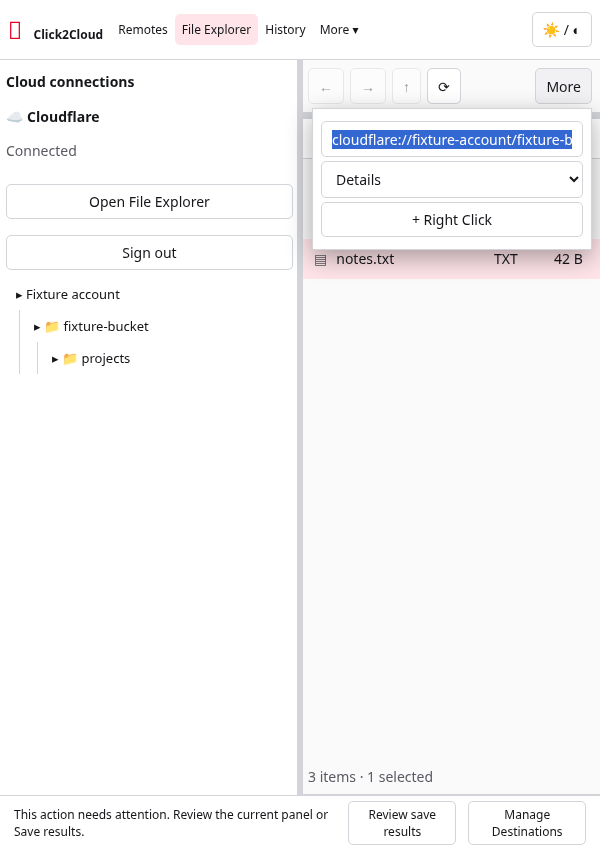 Click2Cloud
Remotes
File Explorer
History
More ▾
☀️ / ◖
Cloud connections
☁️ Cloudflare
Connected
Open File Explorer
Sign out
▸ Fixture account
▸ 📁 fixture-bucket
▸ 📁 projects
← → ↑ ⟳
More
cloudflare://fixture-account/fixture-b
Details
+ Right Click
notes.txt TXT 42 B
3 items · 1 selected
This action needs attention. Review the current panel or
Save results.
Review save
results
Manage
Destinations